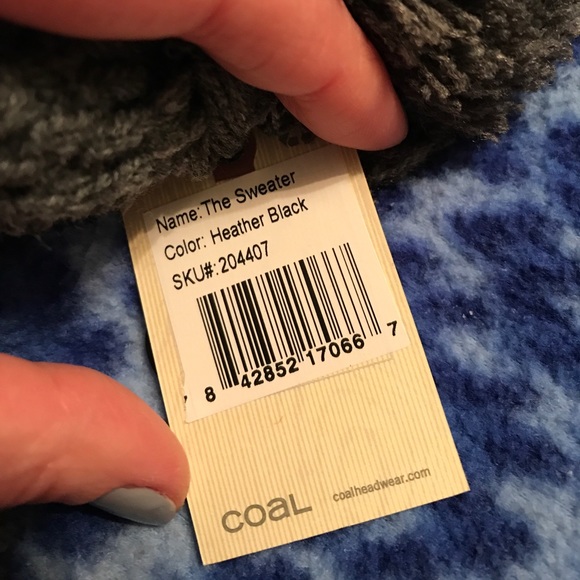 Name: The Sweater
Color: Heather Black
SKU#: 204407
8 42852 17066 7
coal coalheadwear.com